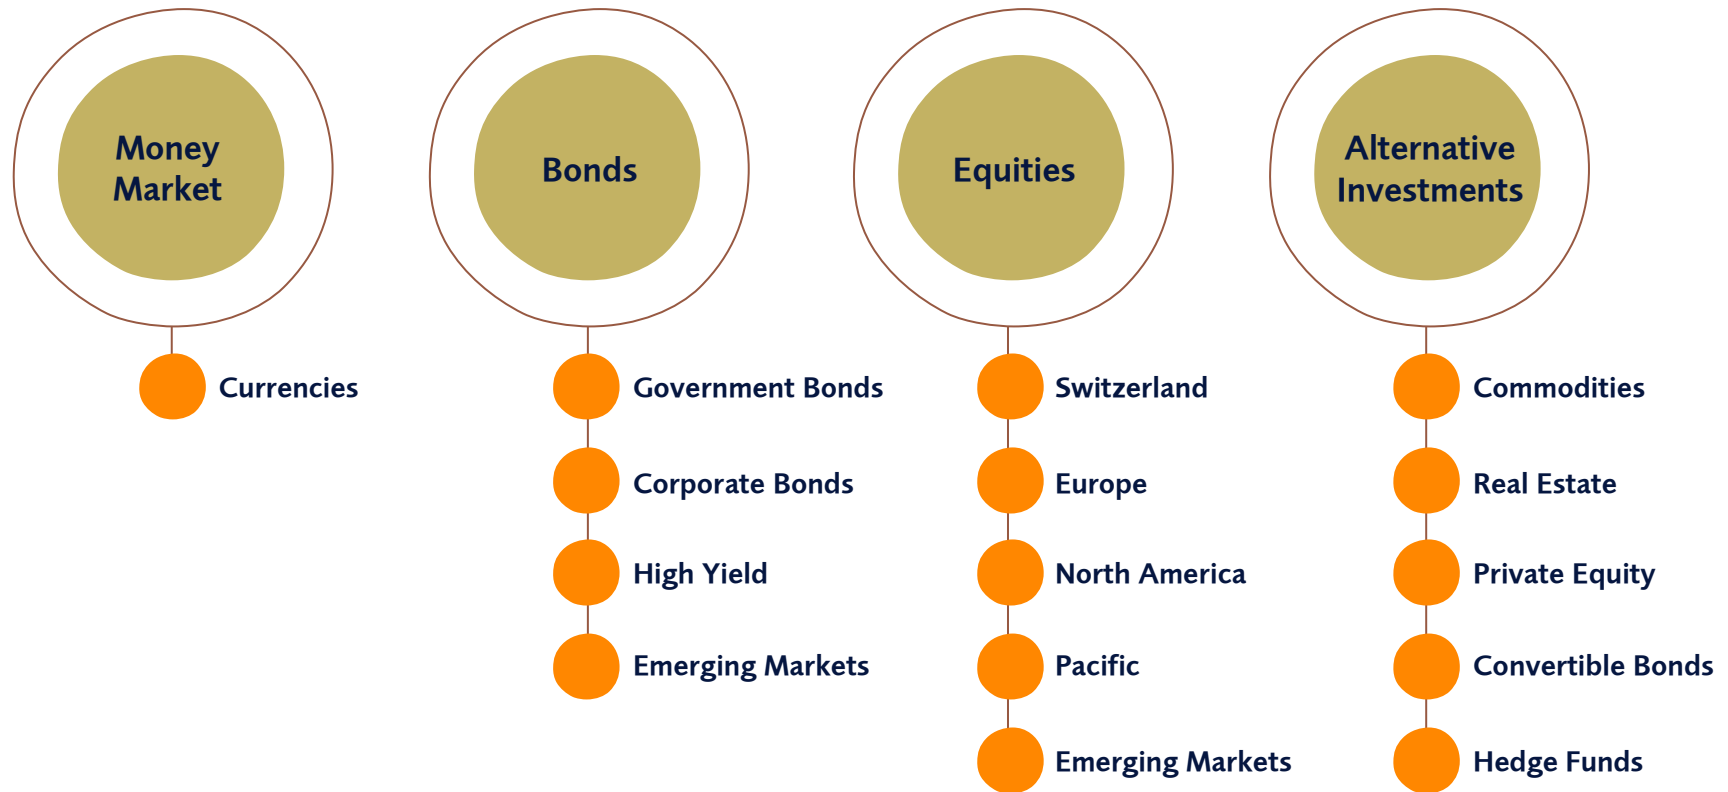 Money
Market
Currencies
Bonds
Government Bonds
Corporate Bonds
High Yield
Emerging Markets
Equities
Switzerland
Europe
North America
Pacific
Emerging Markets
Alternative
Investments
Commodities
Real Estate
Private Equity
Convertible Bonds
Hedge Funds